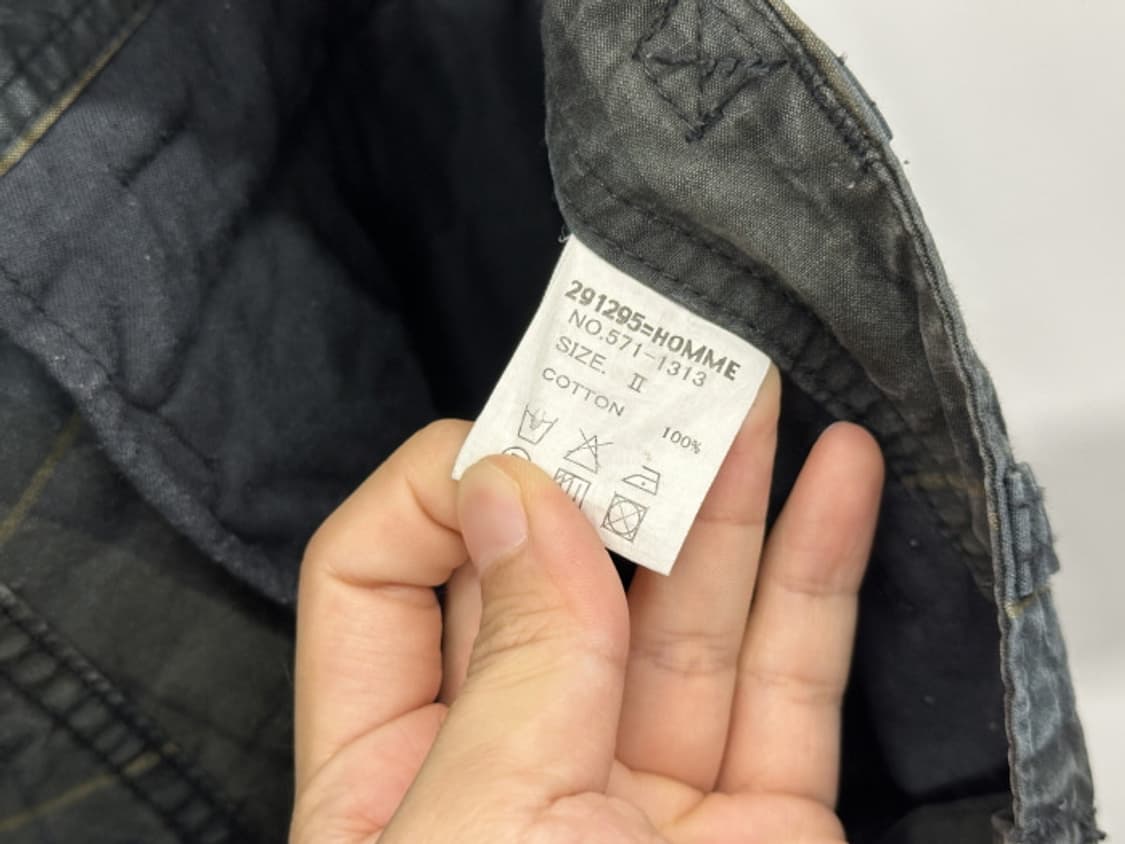 291295=HOMME
NO.571-1313
SIZE. Ⅱ
COTTON 100%